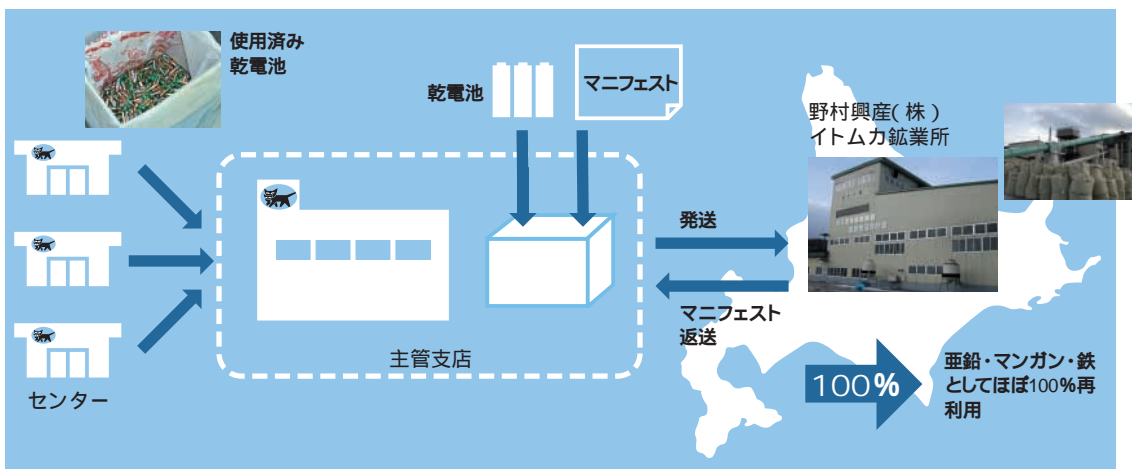 使用済み
乾電池
乾電池
マニフェスト
野村興産(株)
イトムカ鉱業所
発送
マニフェスト
返送
主管支店
センター
100%
亜鉛・マンガン・鉄
としてほぼ100%再
利用